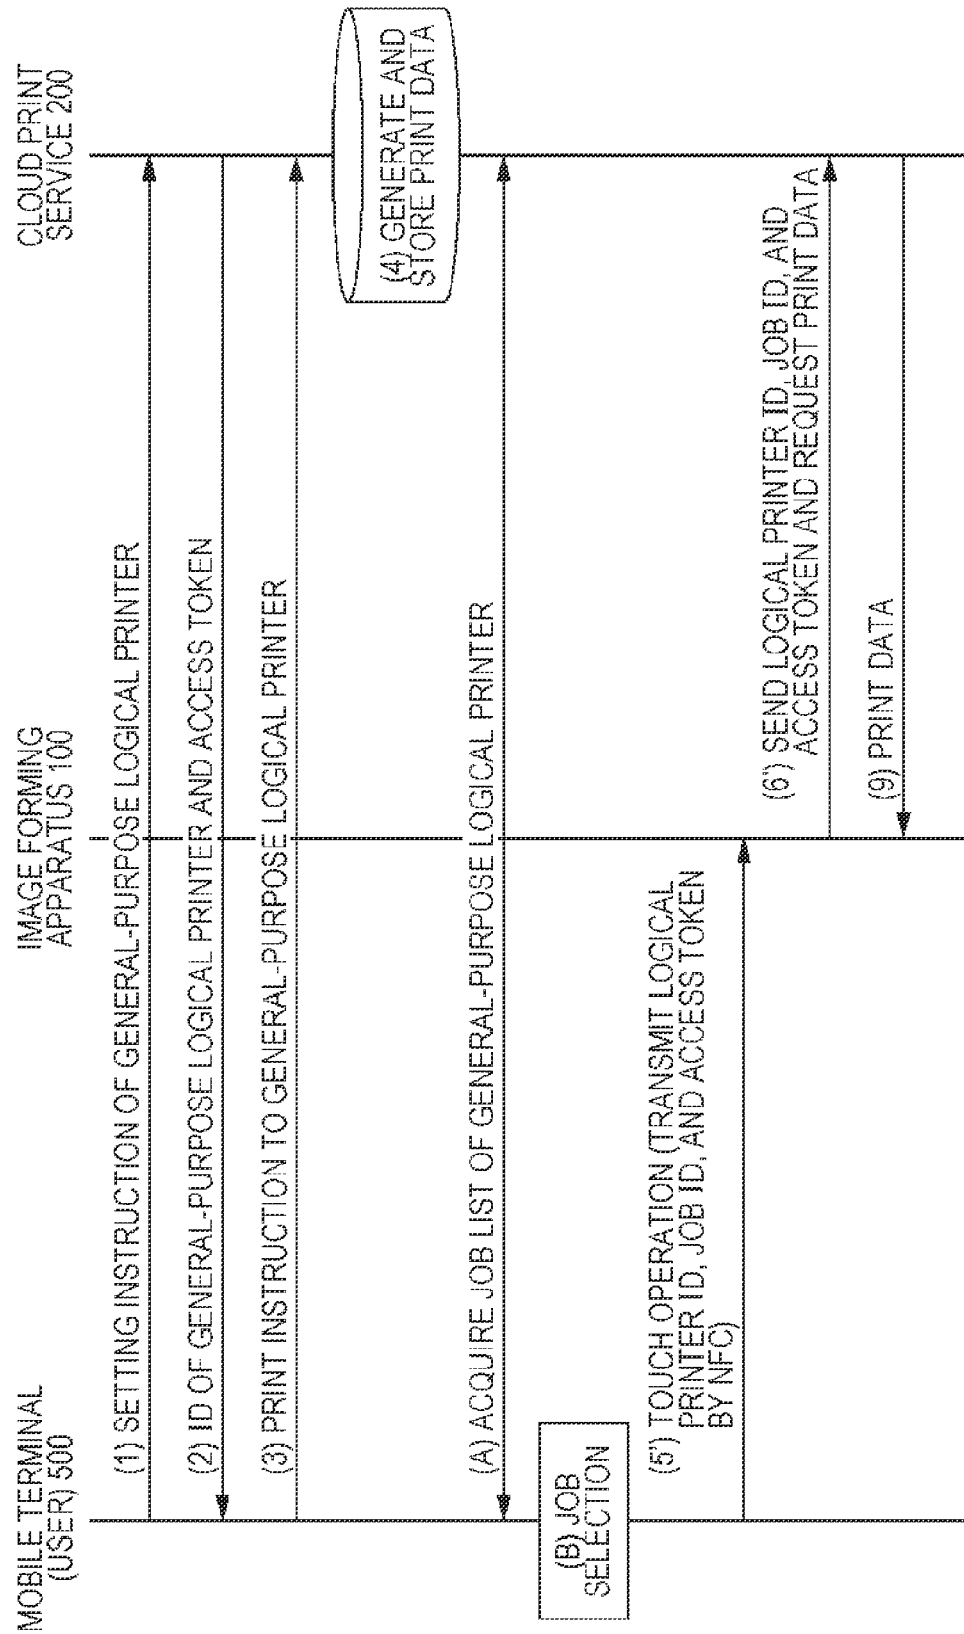 MOBILE TERMINAL
(USER) 500
IMAGE FORMING
APPARATUS 100
CLOUD PRINT
SERVICE 200
(1) SETTING INSTRUCTION OF GENERAL-PURPOSE LOGICAL PRINTER
(2) ID OF GENERAL-PURPOSE LOGICAL PRINTER AND ACCESS TOKEN
(3) PRINT INSTRUCTION TO GENERAL-PURPOSE LOGICAL PRINTER
(4) GENERATE AND
STORE PRINT DATA
(A) ACQUIRE JOB LIST OF GENERAL-PURPOSE LOGICAL PRINTER
(B) JOB
SELECTION
(5') TOUCH OPERATION (TRANSMIT LOGICAL
PRINTER ID, JOB ID, AND ACCESS TOKEN
BY NFC)
(6') SEND LOGICAL PRINTER ID, JOB ID, AND
ACCESS TOKEN AND REQUEST PRINT DATA
(9) PRINT DATA